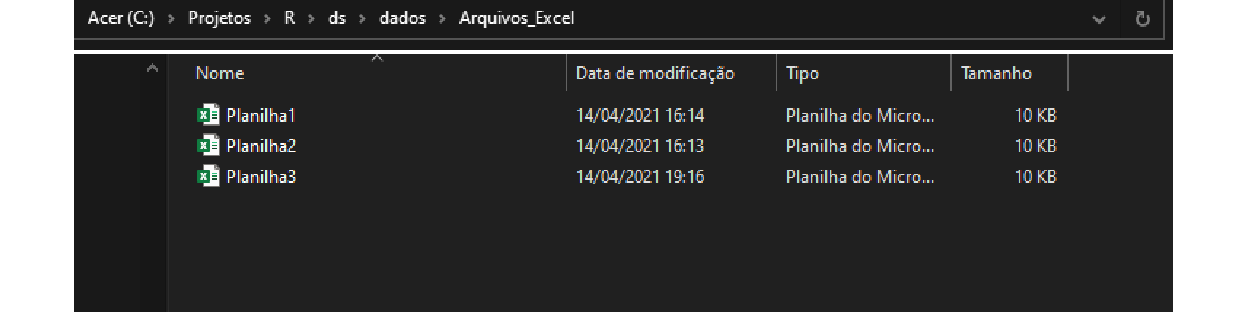 Acer (C:) > Projetos > R > ds > dados > Arquivos_Excel
Nome Data de modificação Tipo Tamanho
Planilha1 14/04/2021 16:14 Planilha do Micro... 10 KB
Planilha2 14/04/2021 16:13 Planilha do Micro... 10 KB
Planilha3 14/04/2021 19:16 Planilha do Micro... 10 KB